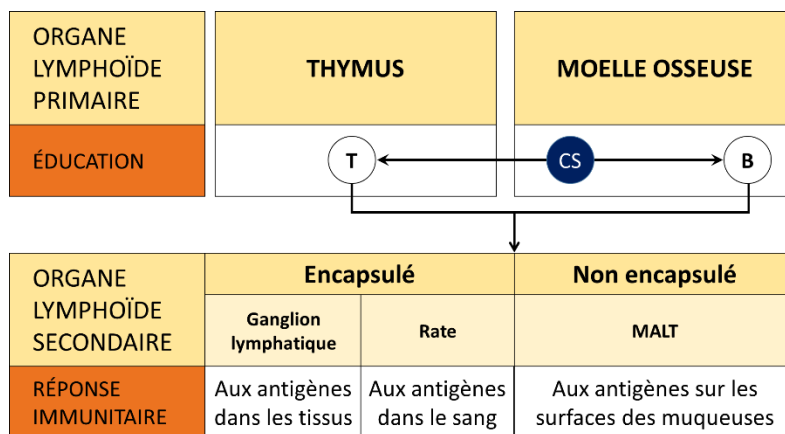 ORGANE
LYMPHOÏDE
PRIMAIRE
THYMUS
MOELLE OSSEUSE
ÉDUCATION
T
CS
B
ORGANE
LYMPHOÏDE
SECONDAIRE
Encapsulé
Non encapsulé
Ganglion
lymphatique
Rate
MALT
RÉPONSE
IMMUNITAIRE
Aux antigènes
dans les tissus
Aux antigènes
dans le sang
Aux antigènes sur les
surfaces des muqueuses